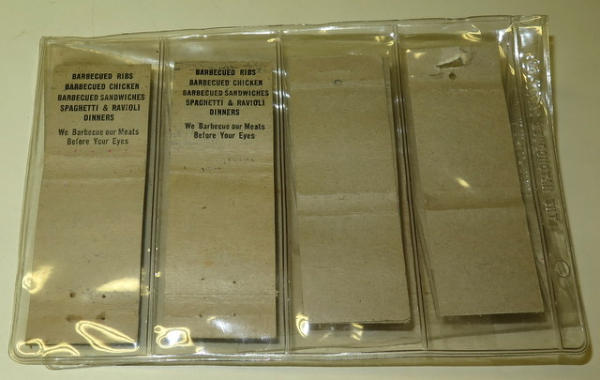 BARBECUED RIBS
BARBECUED CHICKEN
BARBECUED SANDWICHES
SPAGHETTI & RAVIOLI
DINNERS
We Barbecue our Meats
Before Your Eyes
BARBECUED RIBS
BARBECUED CHICKEN
BARBECUED SANDWICHES
SPAGHETTI & RAVIOLI
DINNERS
We Barbecue our Meats
Before Your Eyes